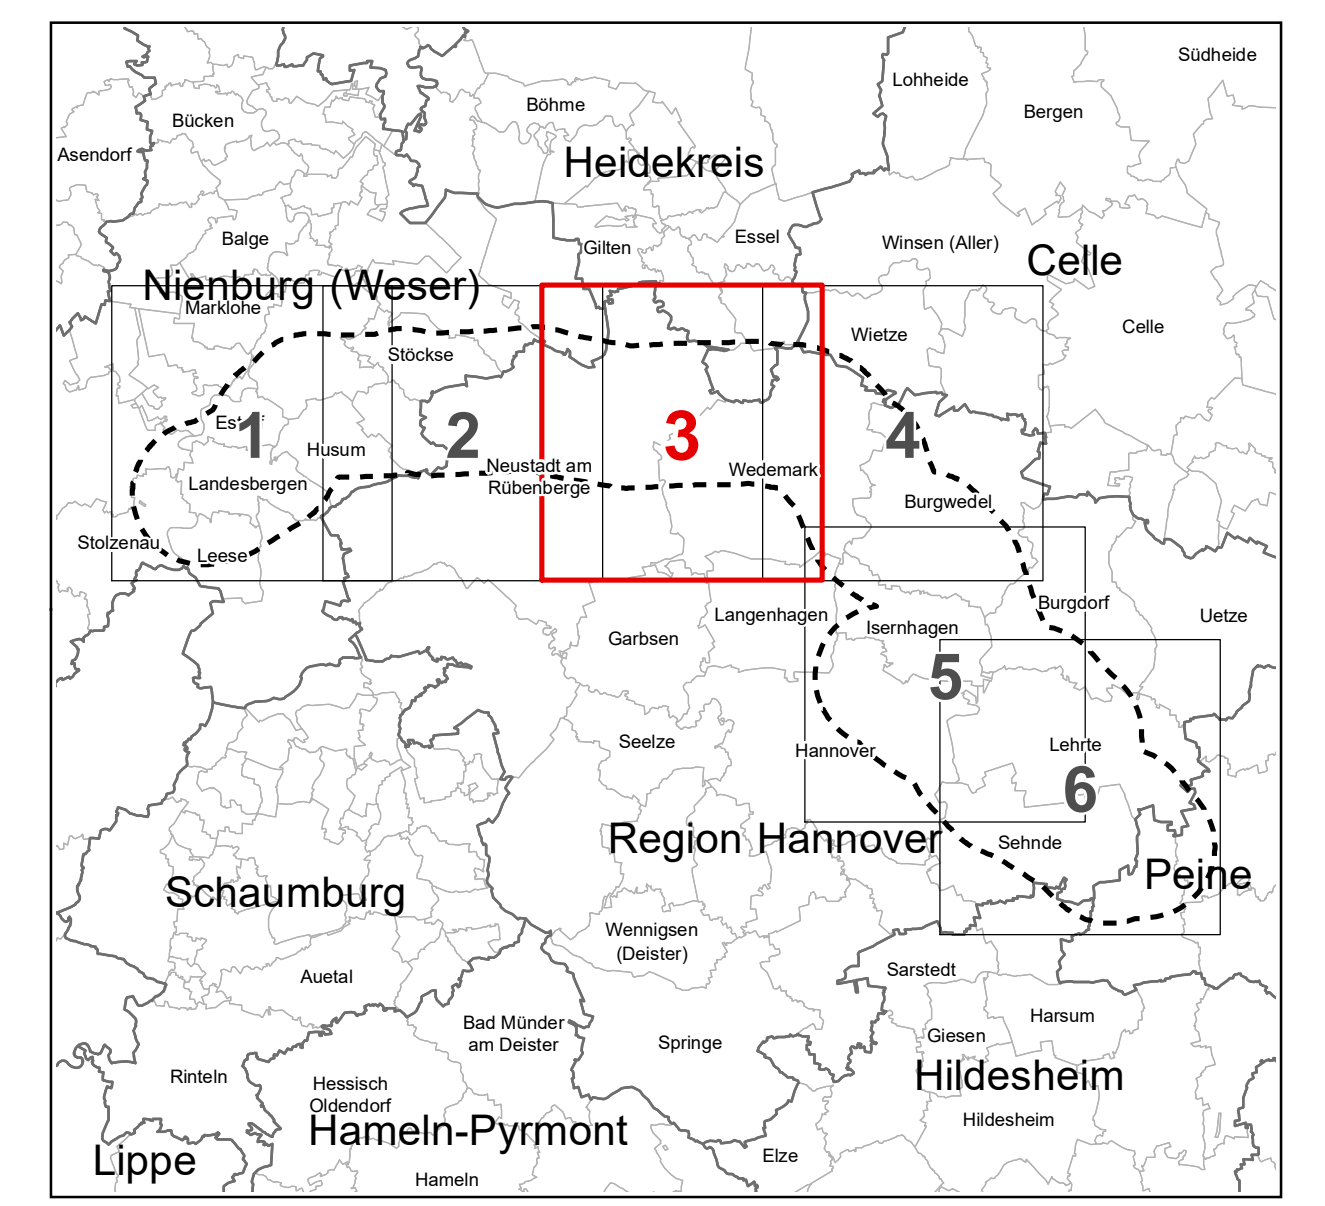 Südheide
Lohheide
Böhme
Bergen
Bücken
Asendorf
Heidekreis
Balge
Gilten
Essel
Winsen (Aller)
Celle
Nienburg (Weser)
Marklohe
Celle
Wietze
Stöckse
1
2
3
4
Husum
Neustadt am
Rübenberge
Wedemark
Landesbergen
Burgwedel
Stolzenau
Leese
Burgdorf
Langenhagen
Uetze
Isernhagen
Garbsen
5
Seelze
Lehrte
Hannover
6
Region Hannover
Sehnde
Peine
Schaumburg
Wennigsen
(Deister)
Sarstedt
Auetal
Harsum
Bad Münder
am Deister
Giesen
Springe
Rinteln
Hildesheim
Hessisch
Oldendorf
Hildesheim
Hameln-Pyrmont
Lippe
Elze
Hameln